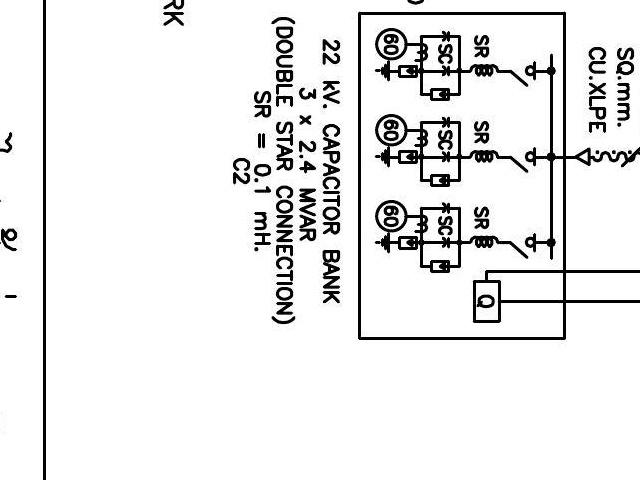 SQ.mm.
CU.XLPE
SR
SC
60
SR
SC
60
SR
SC
60
Q
22 kV. CAPACITOR BANK
3 x 2.4 MVAR
(DOUBLE STAR CONNECTION)
SR = 0.1 mH.
C2
RK